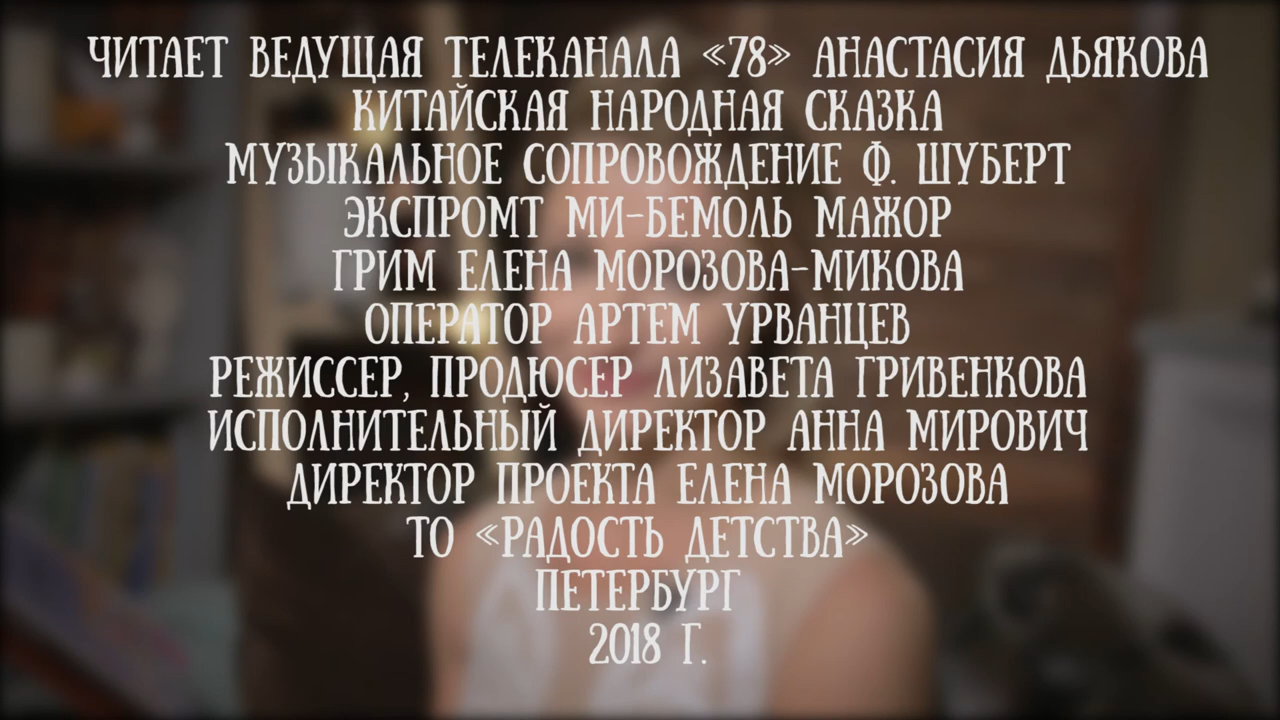 ЧИТАЕТ ВЕДУЩАЯ ТЕЛЕКАНАЛА «78» АНАСТАСИЯ ДЬЯКОВА
КИТАЙСКАЯ НАРОДНАЯ СКАЗКА
МУЗЫКАЛЬНОЕ СОПРОВОЖДЕНИЕ Ф. ШУБЕРТ
ЭКСПРОМТ МИ-БЕМОЛЬ МАЖОР
ГРИМ ЕЛЕНА МОРОЗОВА-МИКОВА
ОПЕРАТОР АРТЕМ УРВАНЦЕВ
РЕЖИССЕР, ПРОДЮСЕР ЛИЗАВЕТА ГРИВЕНКОВА
ИСПОЛНИТЕЛЬНЫЙ ДИРЕКТОР АННА МИРОВИЧ
ДИРЕКТОР ПРОЕКТА ЕЛЕНА МОРОЗОВА
ТО «РАДОСТЬ ДЕТСТВА»
ПЕТЕРБУРГ
2018 Г.